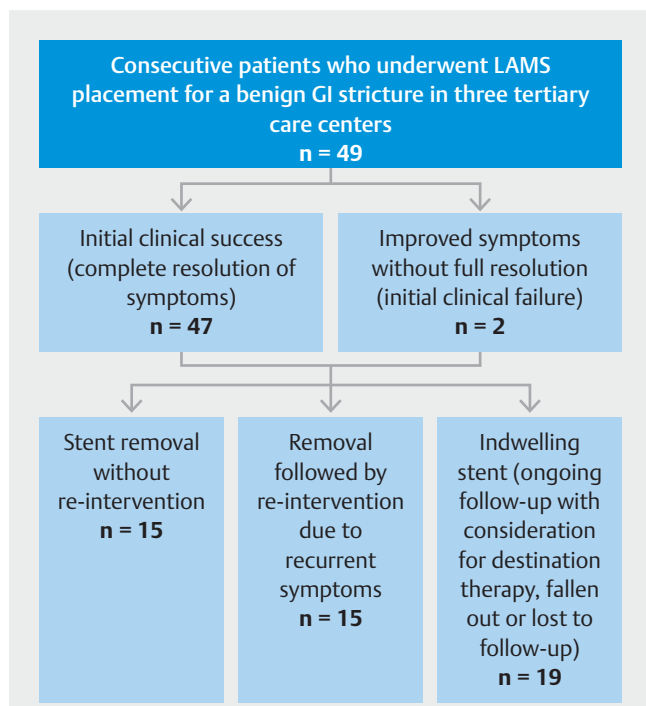 Consecutive patients who underwent LAMS
placement for a benign GI stricture in three tertiary
care centers
n = 49
Initial clinical success
(complete resolution of
symptoms)
n = 47
Improved symptoms
without full resolution
(initial clinical failure)
n = 2
Stent removal
without
re-intervention
n = 15
Removal
followed by
re-intervention
due to
recurrent
symptoms
n = 15
Indwelling
stent (ongoing
follow-up with
consideration
for destination
therapy, fallen
out or lost to
follow-up)
n = 19